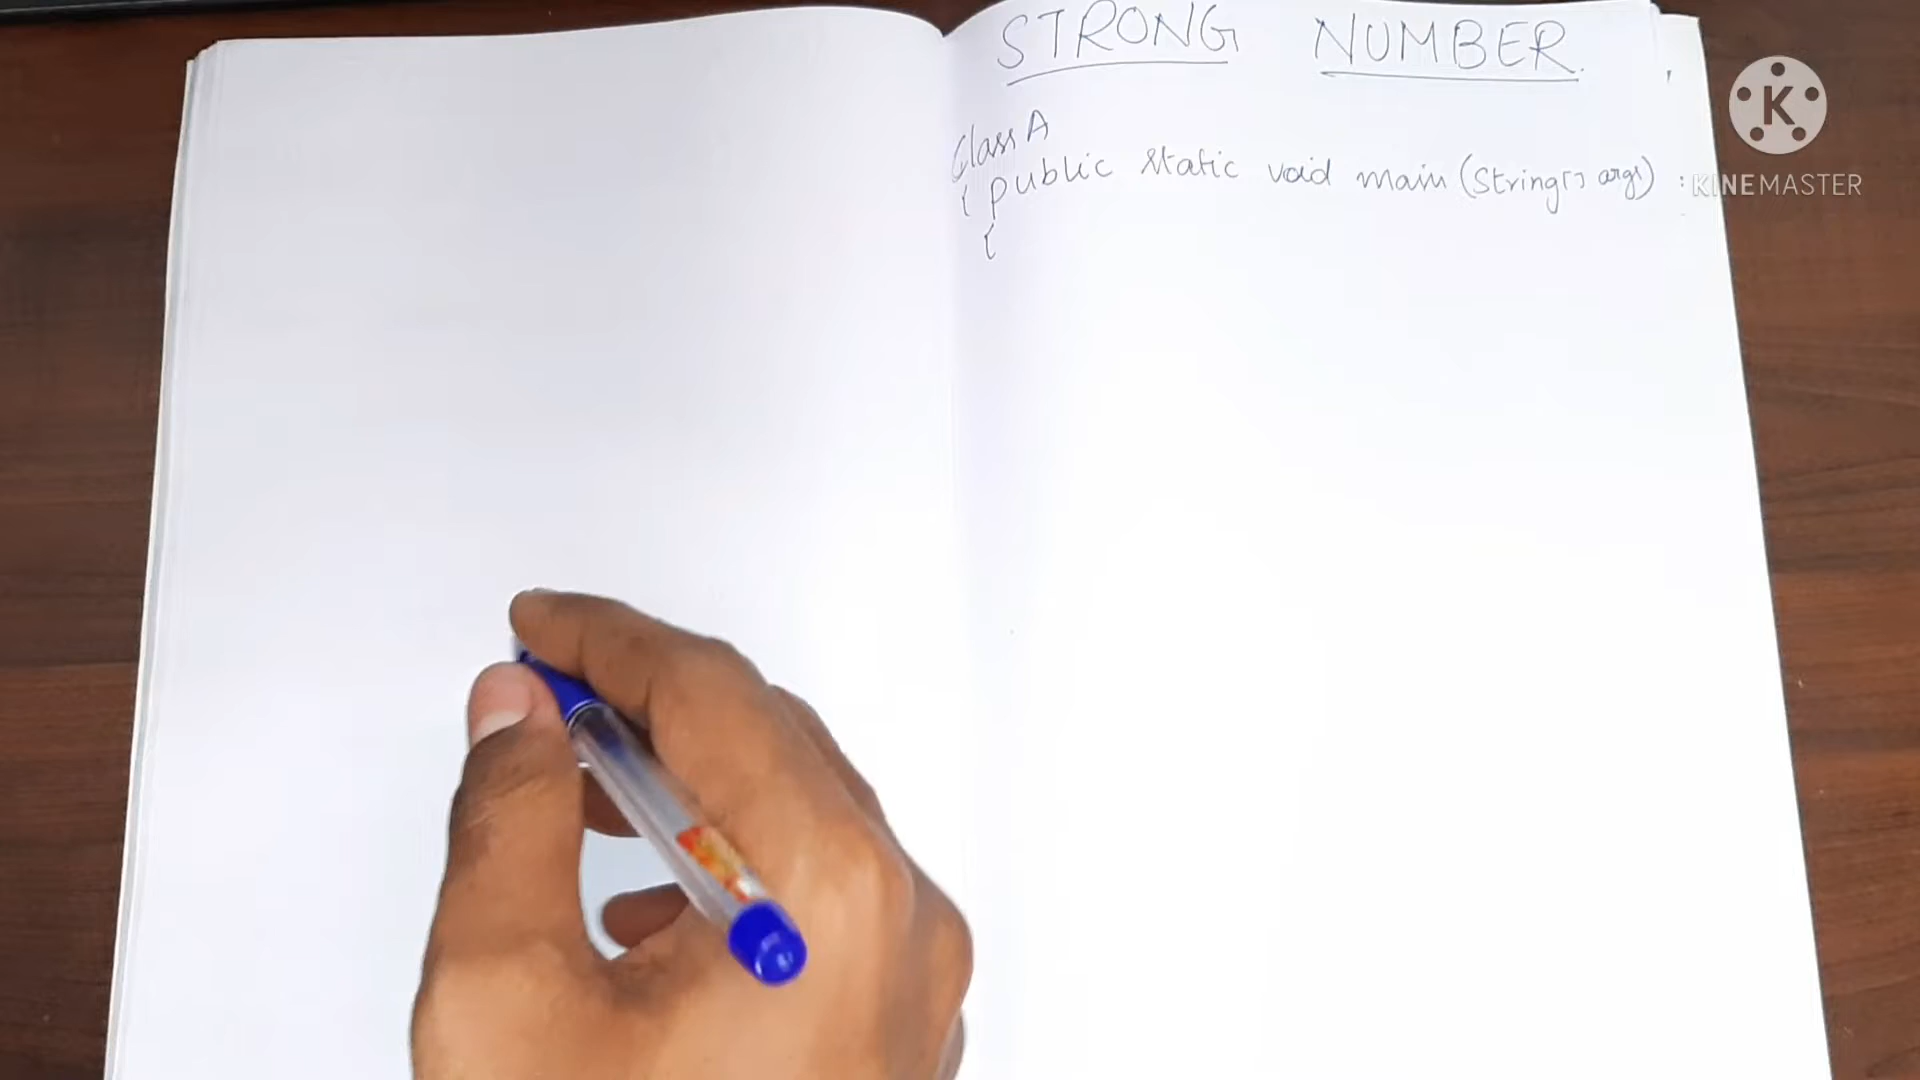 STRONG NUMBER.
Class A
{ public static void main (String[] args)
{
K
KINEMASTER